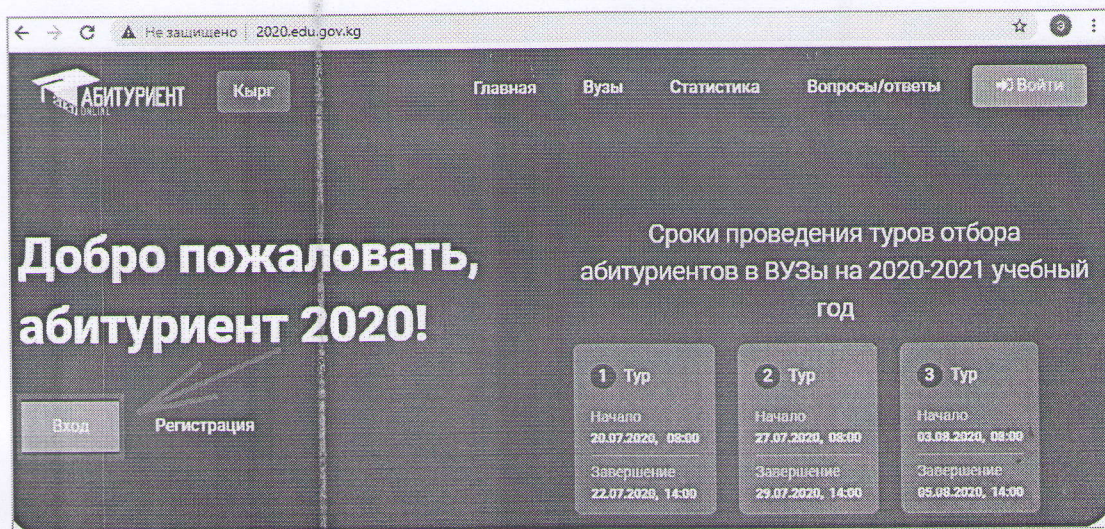 Не защищено | 2020.edu.gov.kg
АБИТУРИЕНТ
ONLINE
Кырг
Главная Вузы Статистика Вопросы/ответы Войти
Добро пожаловать,
абитуриент 2020!
Вход Регистрация
Сроки проведения туров отбора
абитуриентов в ВУЗы на 2020-2021 учебный
год
1 Тур
Начало
20.07.2020, 08:00
Завершение
22.07.2020, 14:00
2 Тур
Начало
27.07.2020, 08:00
Завершение
29.07.2020, 14:00
3 Тур
Начало
03.08.2020, 08:00
Завершение
05.08.2020, 14:00